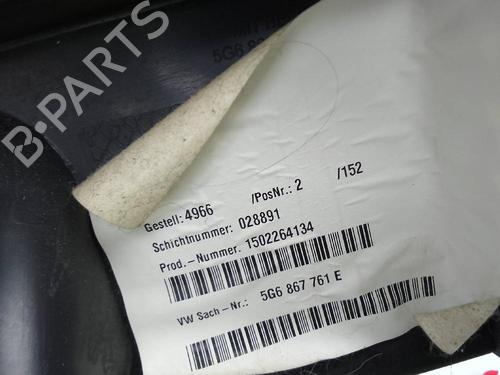 B-PARTS
Gestell: 4966 /PosNr.: 2 /152
Schichtnummer: 028891
Prod.-Nummer: 1502264134
VW Sach-Nr.: 5G6 867 761 E